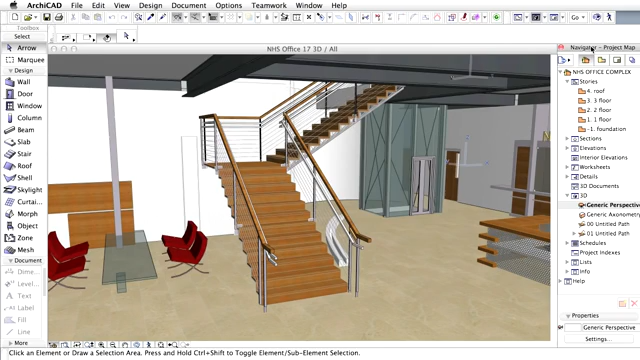 ArchiCAD File Edit View Design Document Options Teamwork Window Help
Toolbox
Select
NHS Office 17 3D / All
Navigator - Project Map
Arrow
Marquee
Design
Wall
Door
Window
Column
Beam
Slab
Stair
Roof
Shell
Skylight
Curtai...
Morph
Object
Zone
Mesh
Document
Dime...
Level...
Text
Label
Fill
Line
More
Go
NHS OFFICE COMPLEX
Stories
4. roof
3. 3 floor
2. 2 floor
1. 1 floor
-1. foundation
Sections
Elevations
Interior Elevations
Worksheets
Details
3D Documents
3D
Generic Perspective
Generic Axonometry
00 Untitled Path
01 Untitled Path
Schedules
Project Indexes
Lists
Info
Help
Properties
Generic Perspective
Settings...
Click an Element or Draw a Selection Area. Press and Hold Ctrl+Shift to Toggle Element/Sub-Element Selection.